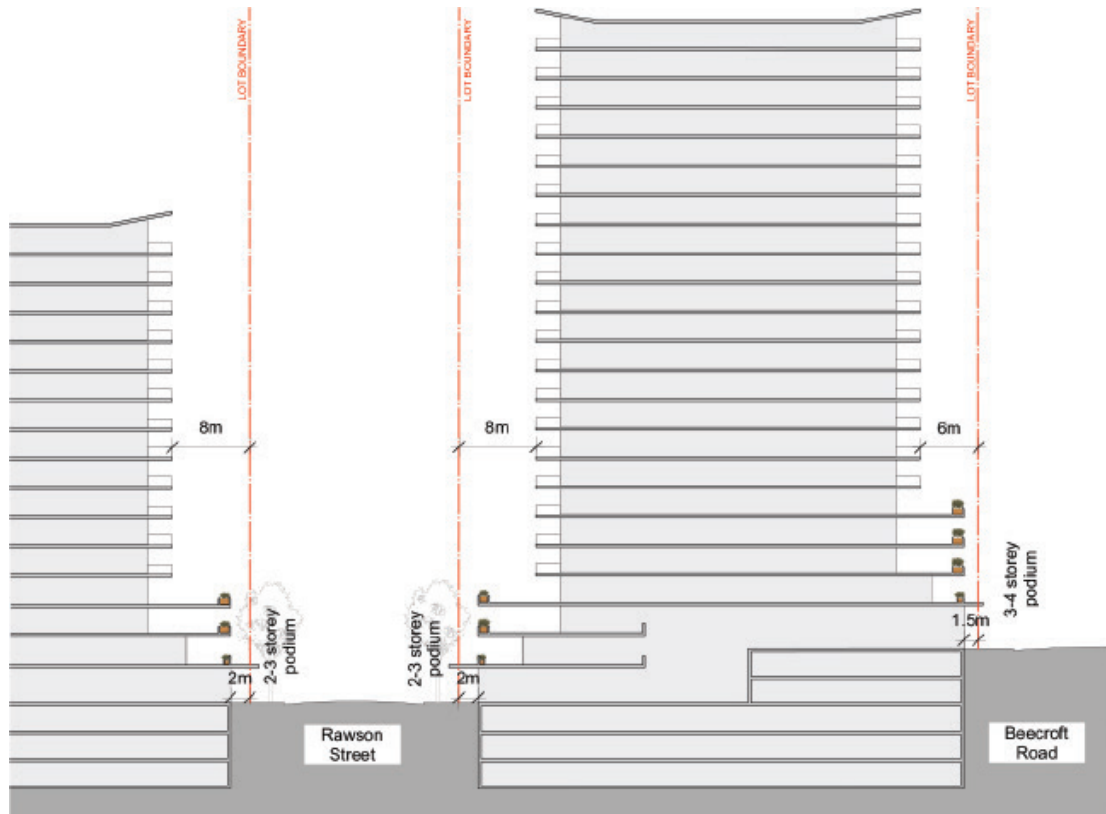 LOT BOUNDARY
LOT BOUNDARY
LOT BOUNDARY
8m
8m
6m
2-3 storey
podium
2m
2-3 storey
podium
2m
3-4 storey
podium
1.5m
Rawson
Street
Beecroft
Road